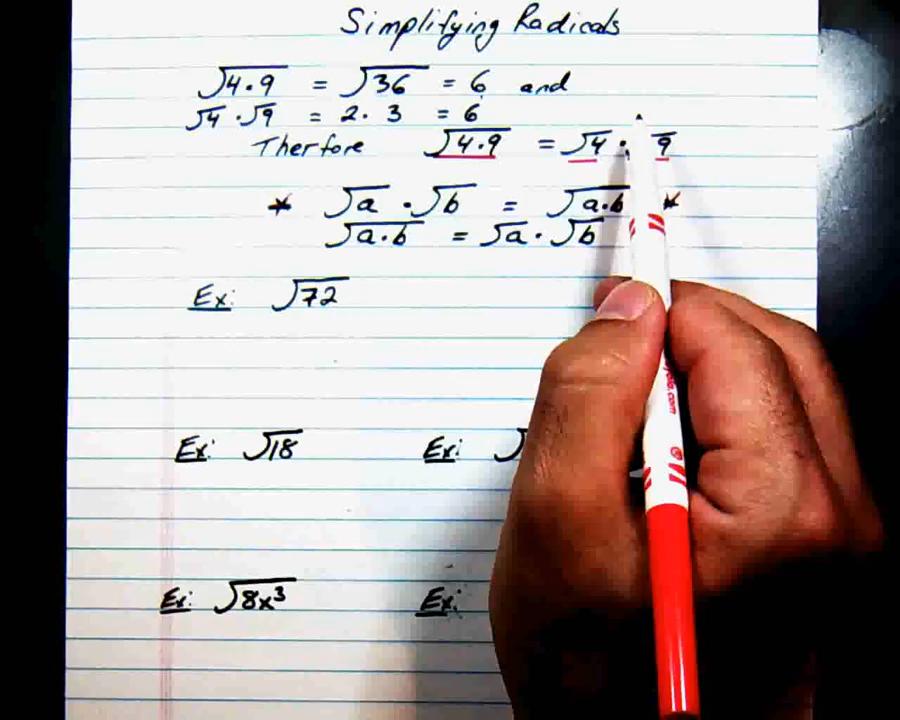 Simplifying Radicals
√4·9 = √36 = 6 and
√4·√9 = 2·3 = 6
Therfore √4·9 = √4·√9
* √a·√b = √a·b *
√a·b = √a·√b
Ex: √72
Ex: √18 Ex: √
Ex: √8x³ Ex: